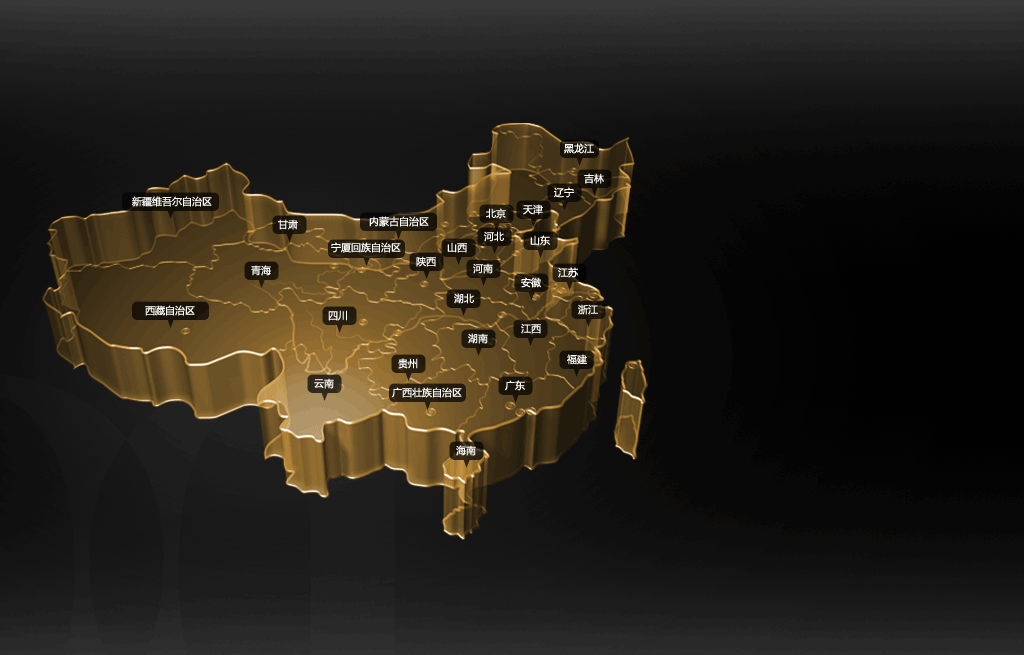 黑龙江
吉林
辽宁
新疆维吾尔自治区
天津
北京
内蒙古自治区
甘肃
河北
山东
宁厦回族自治区
山西
陕西
河南
青海
江苏
安徽
湖北
浙江
西藏自治区
四川
江西
湖南
福建
贵州
云南
广东
广西壮族自治区
海南